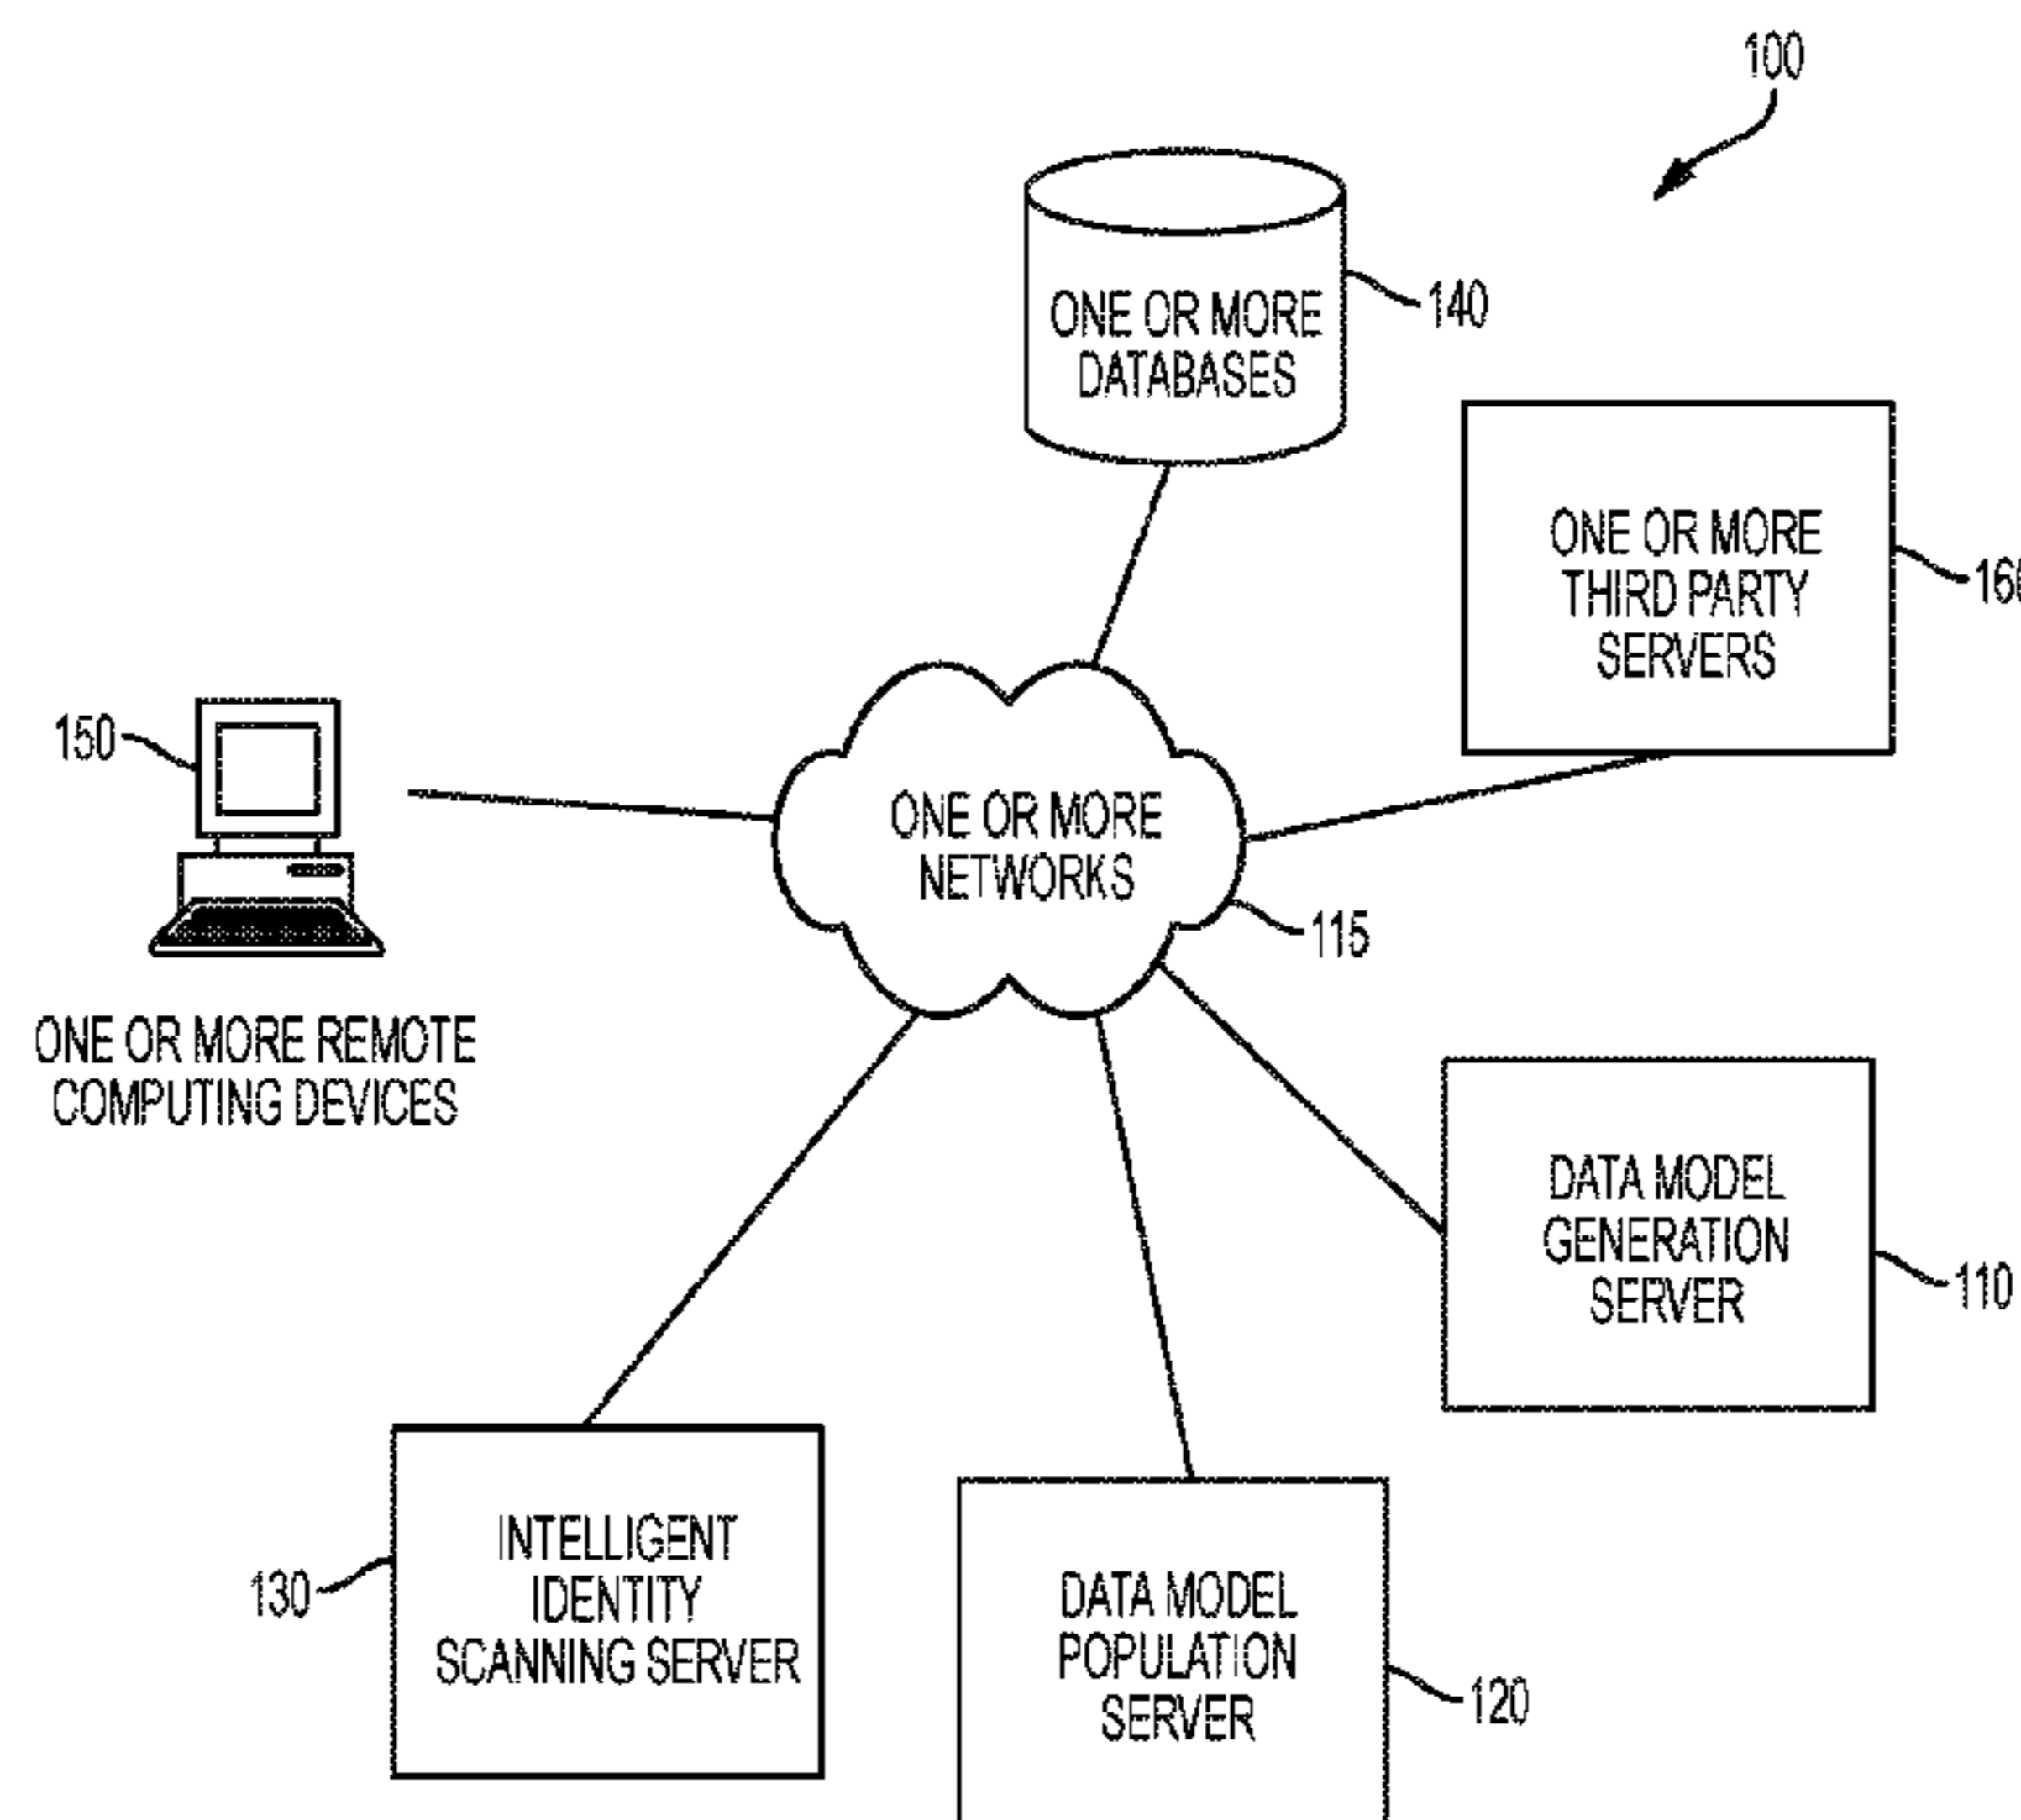 100
ONE OR MORE
DATABASES
140
ONE OR MORE
THIRD PARTY
SERVERS
160
150
ONE OR MORE
NETWORKS
115
ONE OR MORE REMOTE
COMPUTING DEVICES
DATA MODEL
GENERATION
SERVER
110
INTELLIGENT
IDENTITY
SCANNING SERVER
130
DATA MODEL
POPULATION
SERVER
120